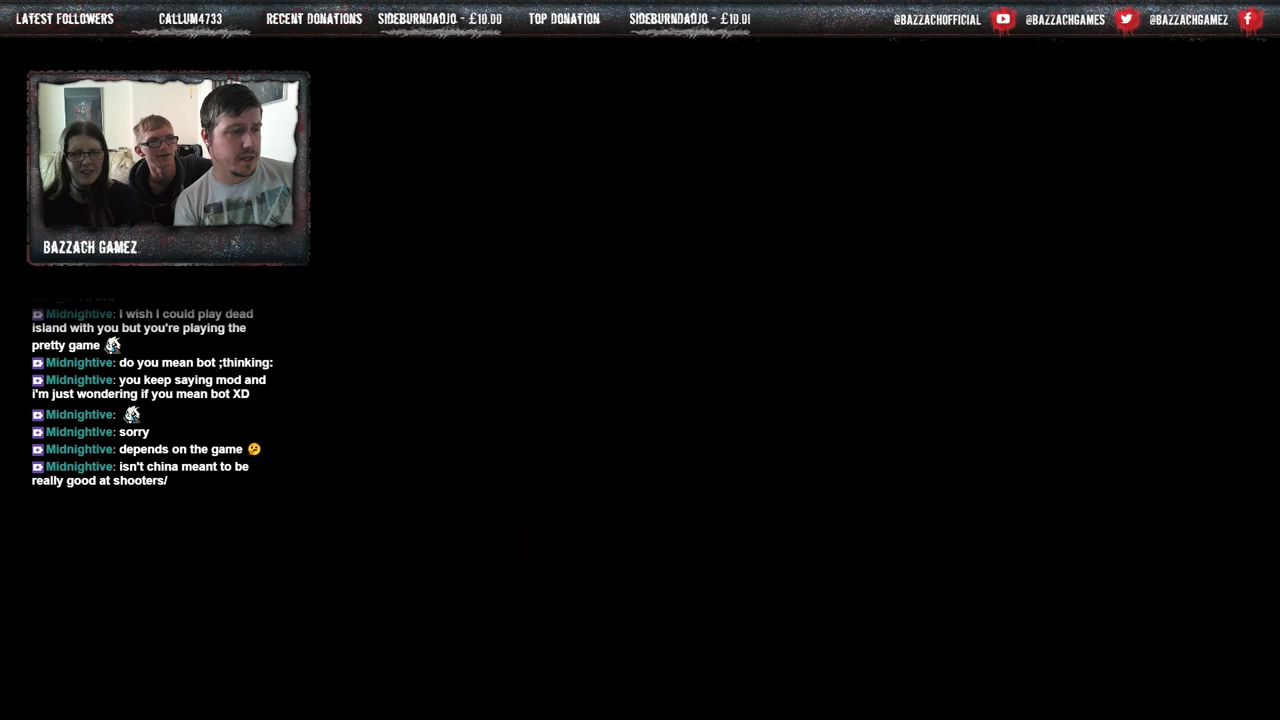 LATEST FOLLOWERS CALLUM4733 RECENT DONATIONS SIDEBURNDADJO - £10.00 TOP DONATION SIDEBURNDADJO - £10.01 @BAZZACHOFFICIAL @BAZZACHGAMES @BAZZACHGAMEZ
BAZZACH GAMEZ
Midnightive: I wish I could play dead
island with you but you're playing the
pretty game
Midnightive: do you mean bot ;thinking:
Midnightive: you keep saying mod and
i'm just wondering if you mean bot XD
Midnightive:
Midnightive: sorry
Midnightive: depends on the game 🤔
Midnightive: isn't china meant to be
really good at shooters/